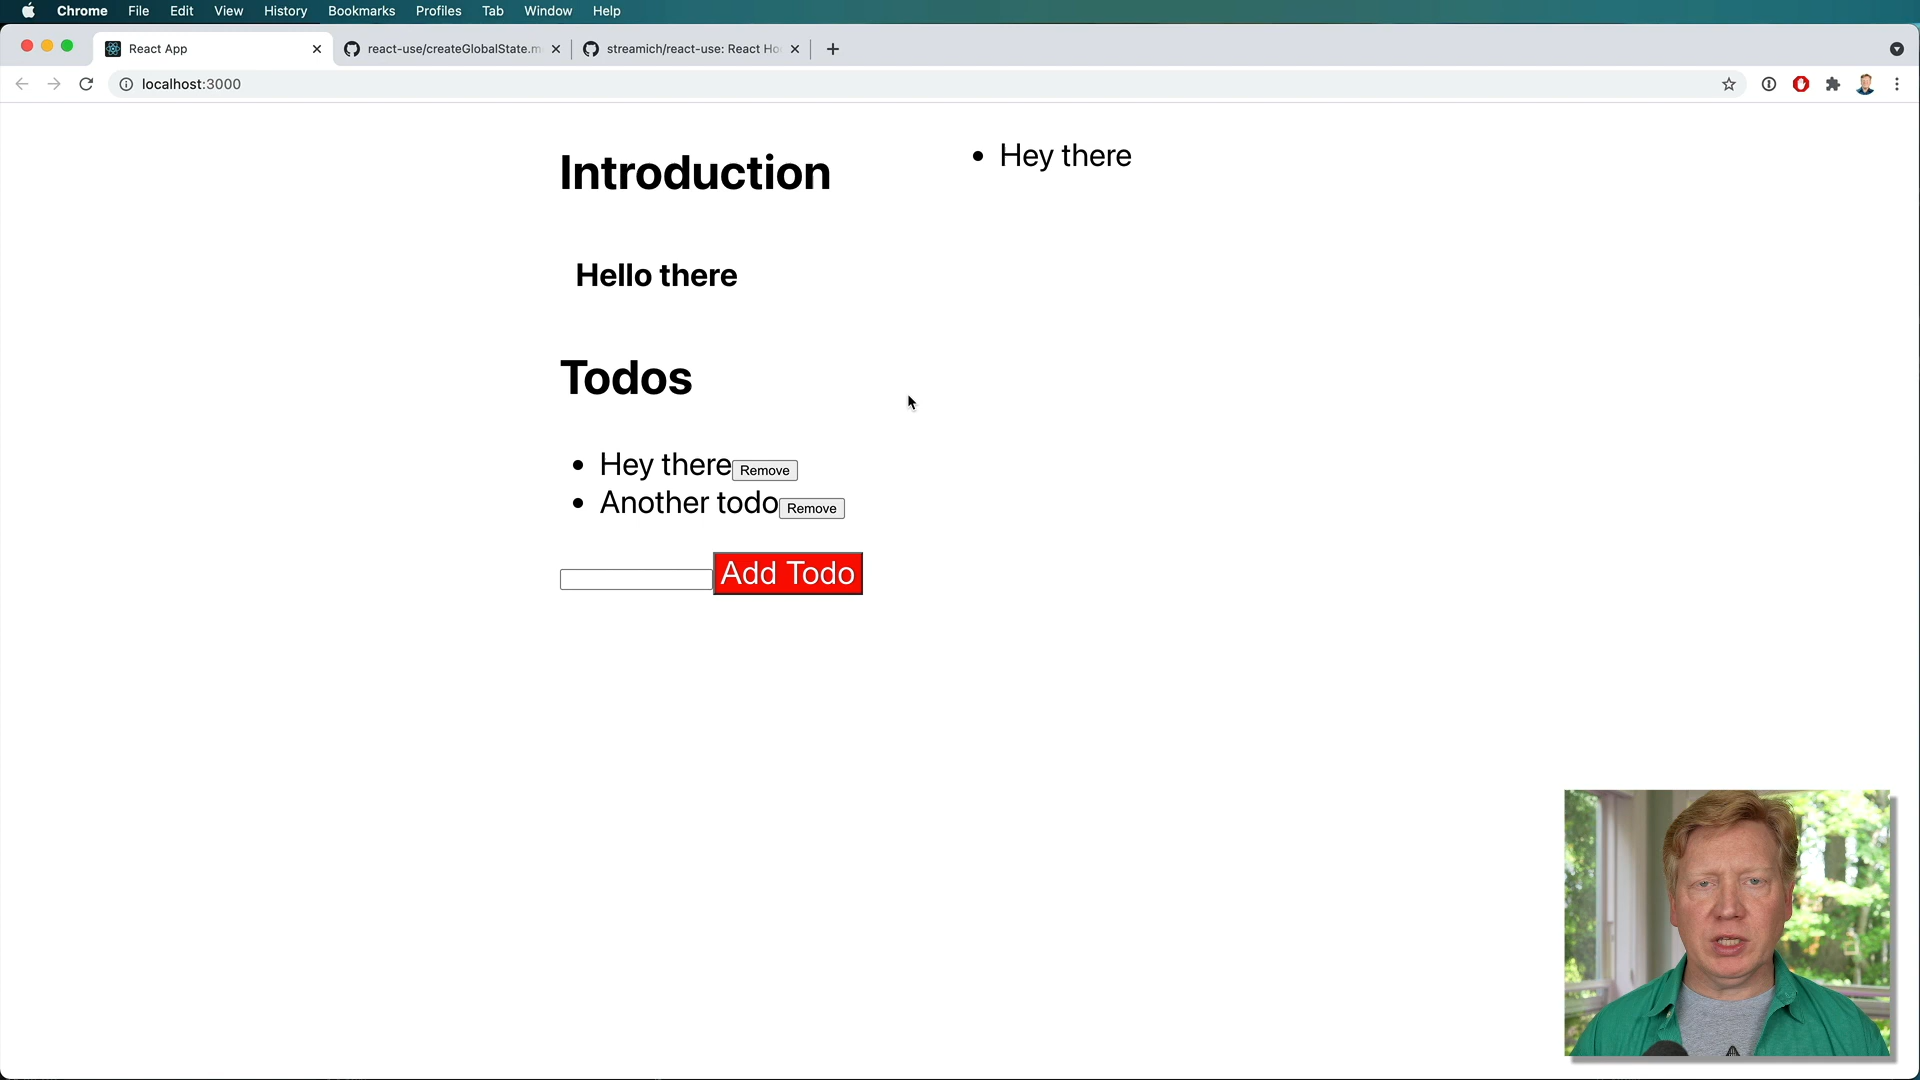 Chrome File Edit View History Bookmarks Profiles Tab Window Help
React App
react-use/createGlobalState.m
streamich/react-use: React Ho
localhost:3000
Introduction
Hello there
Todos
Hey there Remove
Another todo Remove
Add Todo
Hey there